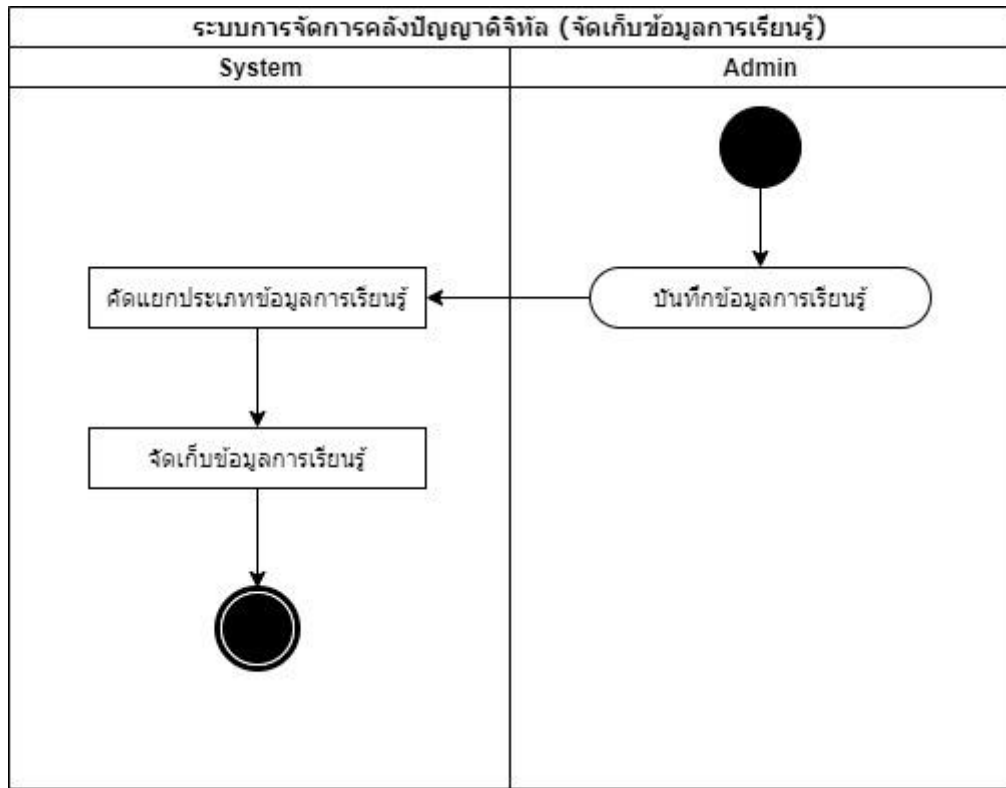 ระบบการจัดการคลังปัญญาดิจิทัล (จัดเก็บข้อมูลการเรียนรู้)
System
Admin
คัดแยกประเภทข้อมูลการเรียนรู้
บันทึกข้อมูลการเรียนรู้
จัดเก็บข้อมูลการเรียนรู้